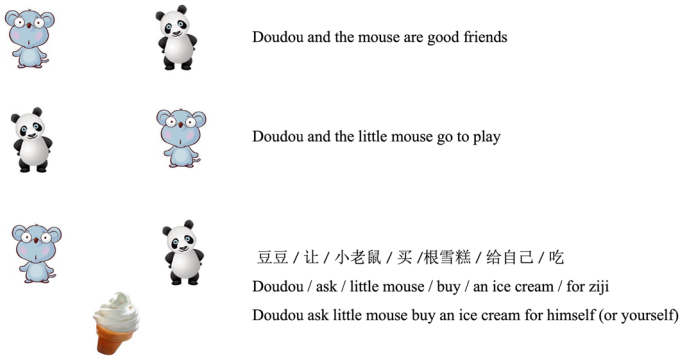 Doudou and the mouse are good friends
Doudou and the little mouse go to play
豆豆 / 让 / 小老鼠 / 买 /根雪糕 / 给自己 / 吃
Doudou / ask / little mouse / buy / an ice cream / for ziji
Doudou ask little mouse buy an ice cream for himself (or yourself)